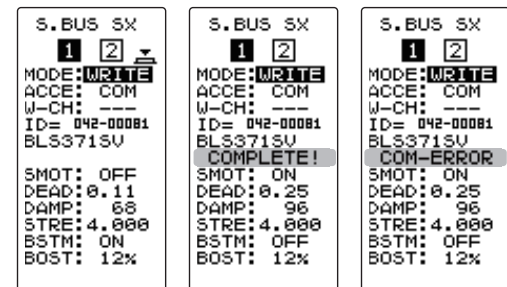 S.BUS SX
1 2
MODE:WRITE
ACCE: COM
W-CH: ---
ID= 042-00081
BLS371SV
SMOT: OFF
DEAD:0.11
DAMP: 68
STRE:4.000
BSTM: ON
BOST: 12%
S.BUS SX
1 2
MODE:WRITE
ACCE: COM
W-CH: ---
ID= 042-00081
BLS371SV
COMPLETE!
SMOT: ON
DEAD:0.25
DAMP: 96
STRE:4.000
BSTM: OFF
BOST: 12%
S.BUS SX
1 2
MODE:WRITE
ACCE: COM
W-CH: ---
ID= 042-00081
BLS371SV
COM-ERROR
SMOT: ON
DEAD:0.25
DAMP: 96
STRE:4.000
BSTM: OFF
BOST: 12%